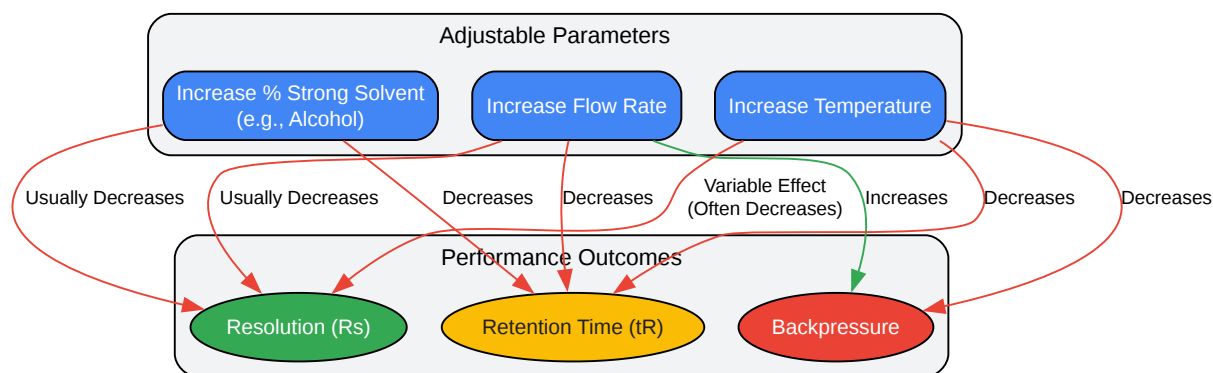 Adjustable Parameters
Increase % Strong Solvent
(e.g., Alcohol)
Increase Flow Rate
Increase Temperature
Usually Decreases
Usually Decreases
Decreases
Decreases
Variable Effect
(Often Decreases)
Increases
Decreases
Decreases
Performance Outcomes
Resolution (Rs)
Retention Time (tR)
Backpressure